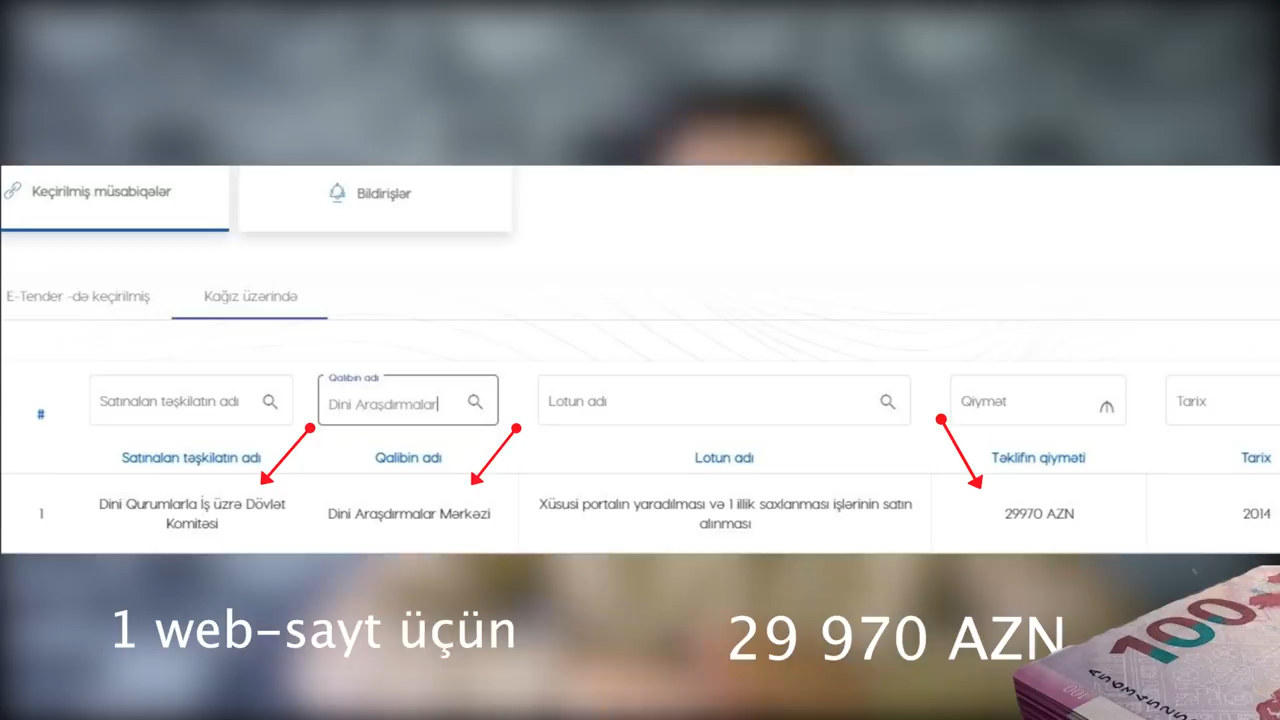 Keçirilmiş müsabiqələr
Bildirişlər
E-Tender -də keçirilmiş
Kağız üzərində
#
Satınalan təşkilatın adı
Qalibin adı
Dini Araşdırmalar
Lotun adı
Qiymət
Tarix
Satınalan təşkilatın adı
Qalibin adı
Lotun adı
Təklifin qiyməti
Tarix
1
Dini Qurumlarla İş üzrə Dövlət
Komitəsi
Dini Araşdırmalar Mərkəzi
Xüsusi portalın yaradılması və 1 illik saxlanması işlərinin satın
alınması
29970 AZN
2014
1 web-sayt üçün
29 970 AZN
100